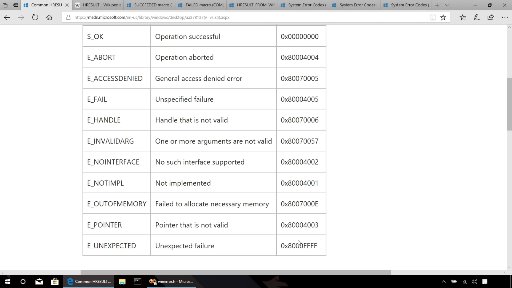 Common HRESU
S_OK Operation successful 0x00000000
E_ABORT Operation aborted 0x80004004
E_ACCESSDENIED General access denied error 0x80070005
E_FAIL Unspecified failure 0x80004005
E_HANDLE Handle that is not valid 0x80070006
E_INVALIDARG One or more arguments are not valid 0x80070057
E_NOINTERFACE No such interface supported 0x80004002
E_NOTIMPL Not implemented 0x80004001
E_OUTOFMEMORY Failed to allocate necessary memory 0x8007000E
E_POINTER Pointer that is not valid 0x80004003
E_UNEXPECTED Unexpected failure 0x8000FFFF